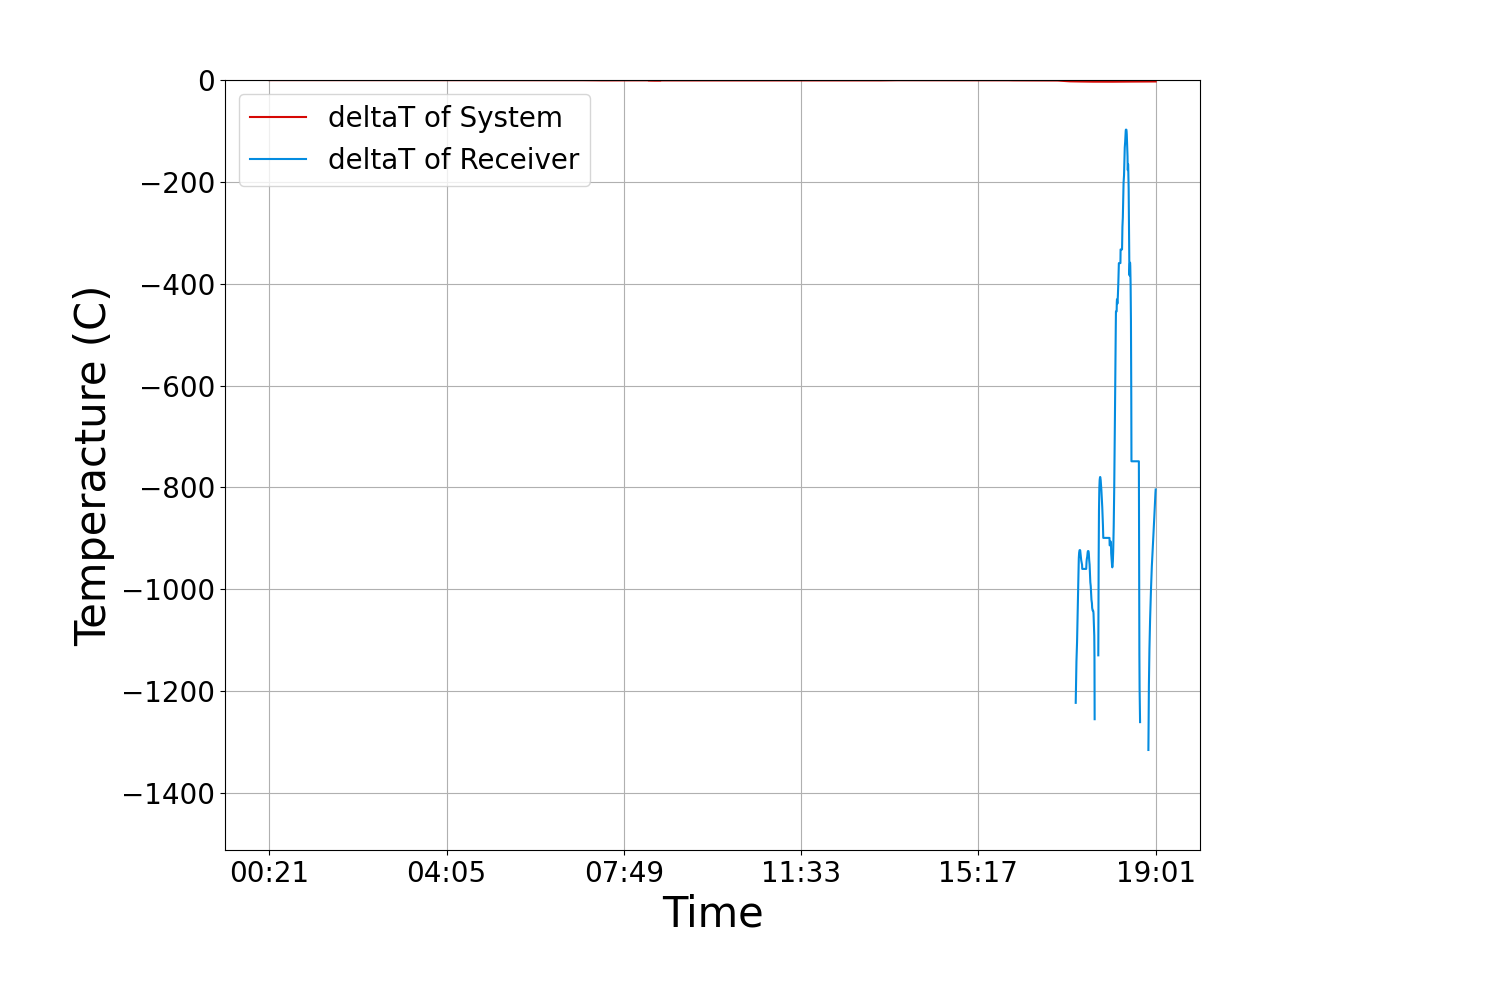 0
−200
−400
−600
−800
−1000
−1200
−1400
Temperacture (C)
deltaT of System
deltaT of Receiver
00:21 04:05 07:49 11:33 15:17 19:01
Time